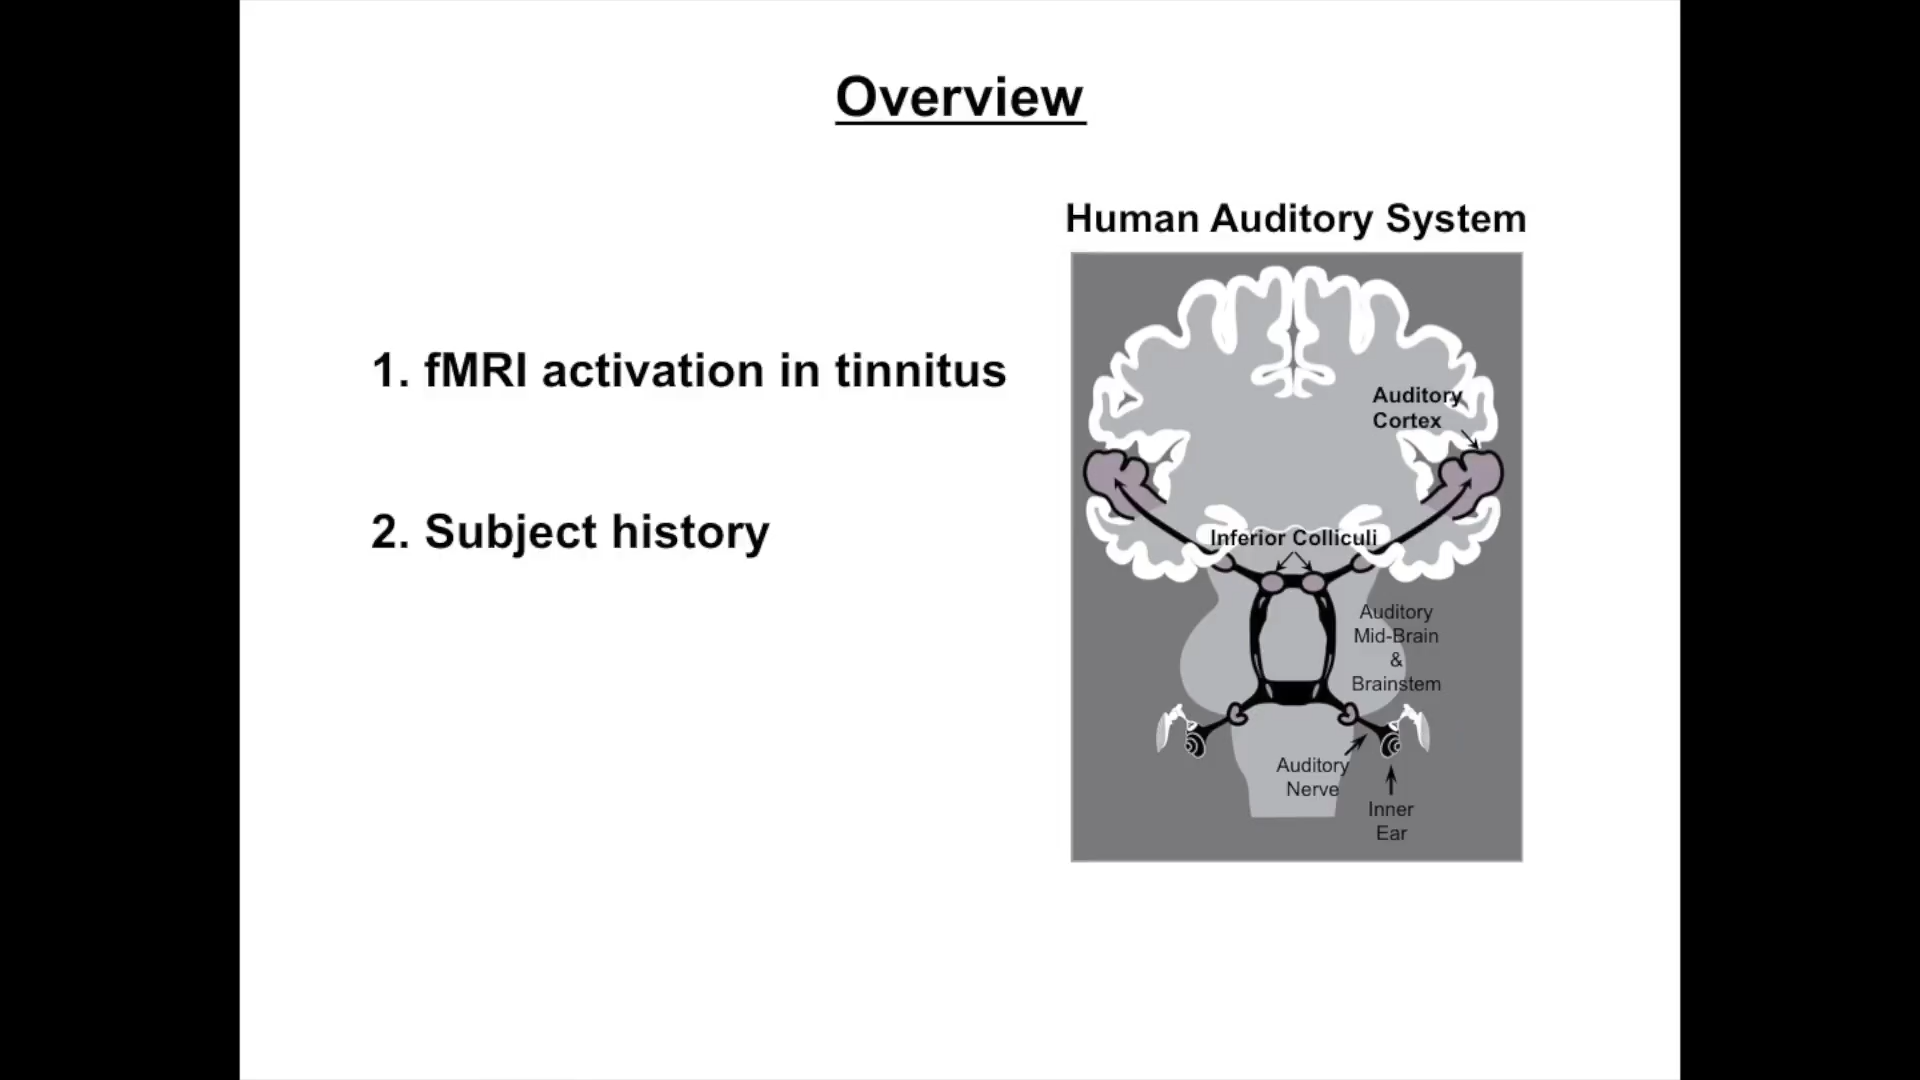 Overview
Human Auditory System
1. fMRI activation in tinnitus
2. Subject history
Auditory
Cortex
Inferior Colliculi
Auditory
Mid-Brain
&
Brainstem
Auditory
Nerve
Inner
Ear